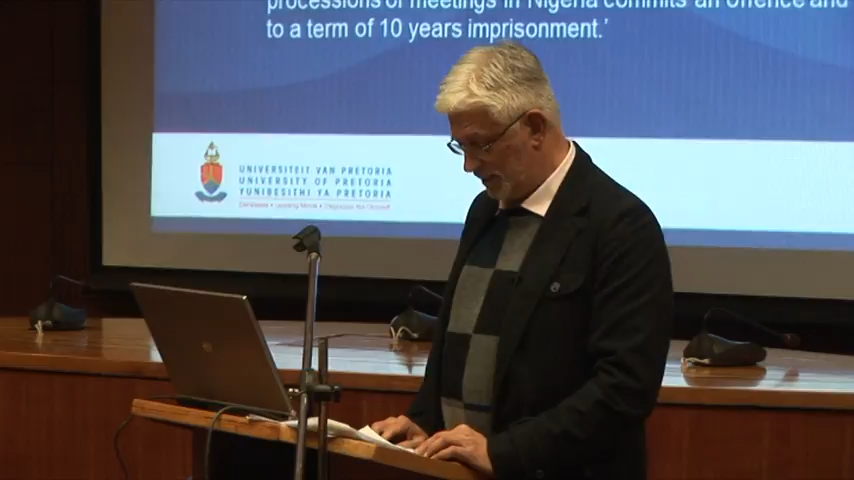 processions of meetings in Nigeria commits an offence and
to a term of 10 years imprisonment.'
UNIVERSITEIT VAN PRETORIA
UNIVERSITY OF PRETORIA
YUNIBESITHI YA PRETORIA